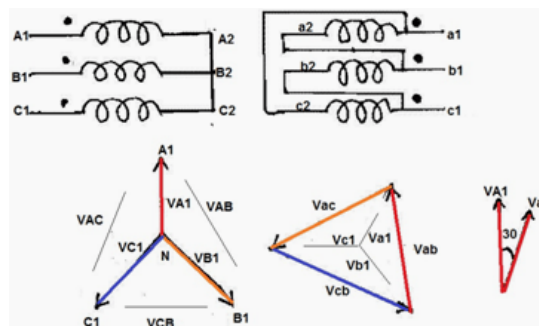 A1 A2 a2 a1
B1 B2 b2 b1
C1 C2 c2 c1
A1
VAC VA1 VAB
VC1 VB1
N
C1 VCB B1
Vac
Vc1 Va1 Vab
Vb1
Vcb
VA1 Va
30